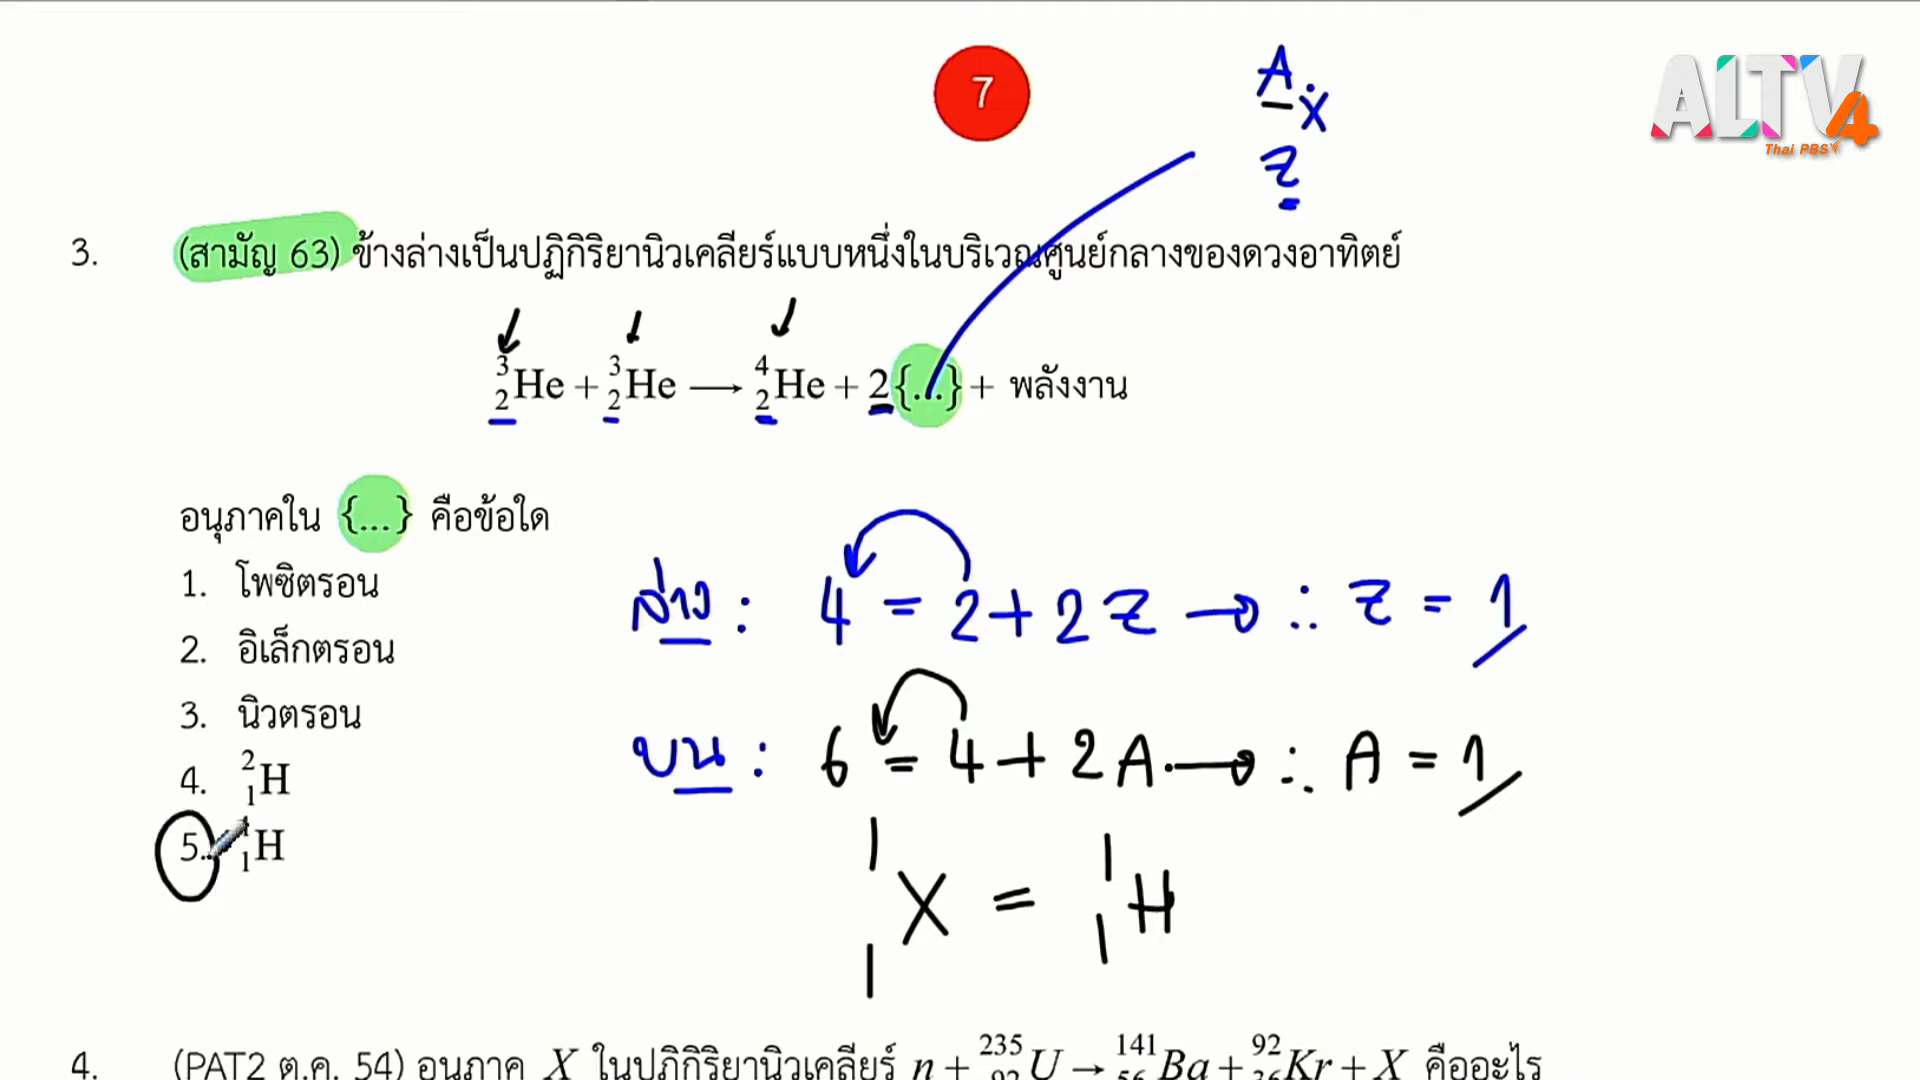 7
A
X
Z
ALTV4
Thai PBS
3. (สามัญ 63) ข้างล่างเป็นปฏิกิริยานิวเคลียร์แบบหนึ่งในบริเวณศูนย์กลางของดวงอาทิตย์
³₂He + ³₂He → ⁴₂He + 2{...} + พลังงาน
อนุภาคใน {...} คือข้อใด
1. โพซิตรอน
2. อิเล็กตรอน
3. นิวตรอน
4. ²₁H
5. ¹₁H
ล่าง : 4 = 2 + 2Z → ∴ Z = 1
บน : 6 = 4 + 2A → ∴ A = 1
¹₁X = ¹₁H
4. (PAT2 ต.ค. 54) อนุภาค X ในปฏิกิริยานิวเคลียร์ n + ²³⁵₉₂U → ¹⁴¹₅₆Ba + ⁹²₃₆Kr + X คืออะไร